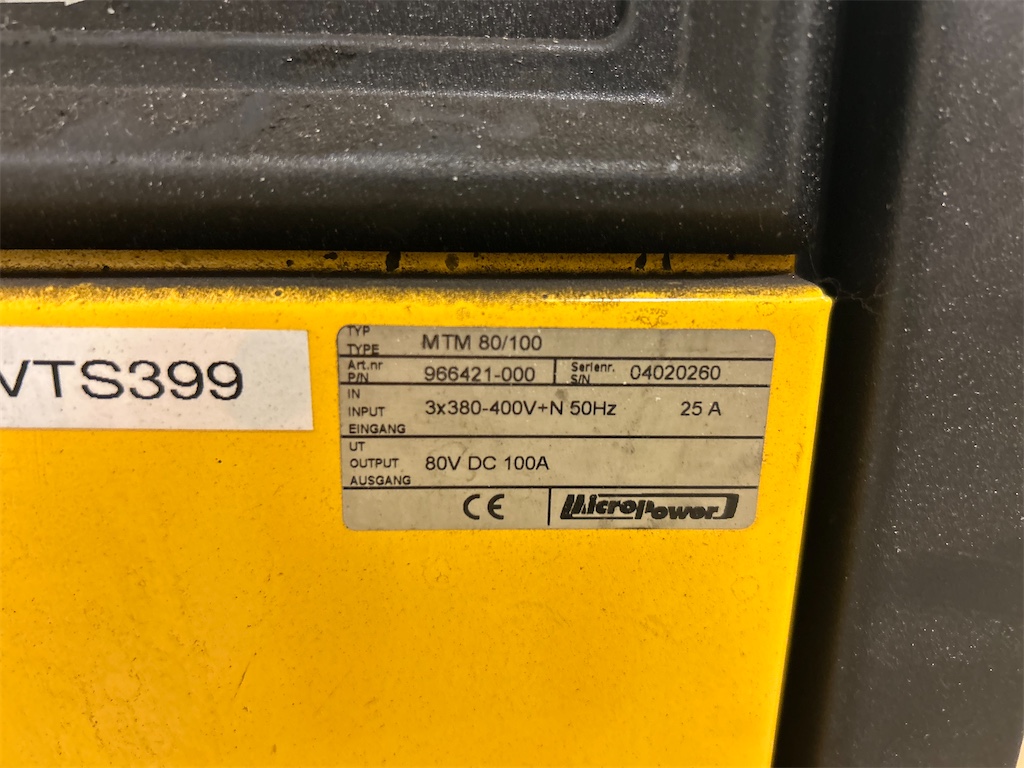 VTS399
TYP
TYPE
MTM 80/100
Art.nr
P/N
966421-000
Serienr.
S/N
04020260
IN
INPUT
EINGANG
3x380-400V+N 50Hz
25 A
UT
OUTPUT
AUSGANG
80V DC 100A
CE
MicroPower